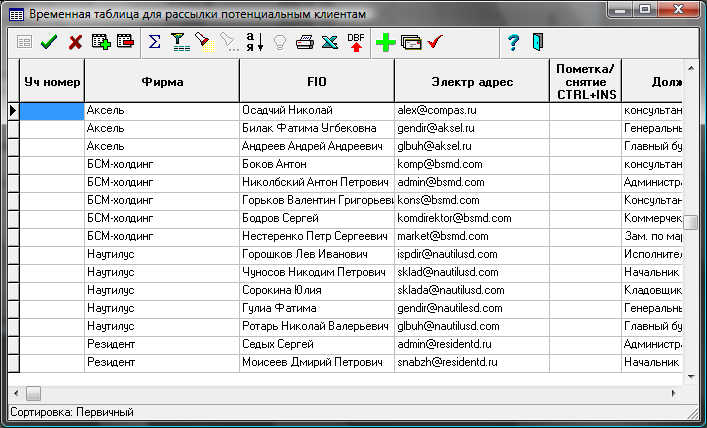 Временная таблица для рассылки потенциальным клиентам
Σ а я DBF ?
Уч номер Фирма FIO Электр адрес Пометка/ снятие CTRL+INS Долж
Аксель Осадчий Николай alex@compas.ru консультан
Аксель Билак Фатима Угбековна gendir@aksel.ru Генеральны
Аксель Андреев Андрей Андреевич glbuh@aksel.ru Главный бу
БСМ-холдинг Боков Антон komp@bsmd.com консультан
БСМ-холдинг Николбский Антон Петрович admin@bsmd.com Администра
БСМ-холдинг Горьков Валентин Григорьеви kons@bsmd.com Консультан
БСМ-холдинг Бодров Сергей komdirektor@bsmd.com Коммерчек
БСМ-холдинг Нестеренко Петр Сергеевич market@bsmd.com Зам. по мар
Наутилус Горошков Лев Иванович ispdir@nautilusd.com Исполнител
Наутилус Чуносов Никодим Петрович sklad@nautilusd.com Начальник
Наутилус Сорокина Юлия sklada@nautilusd.com Кладовщик
Наутилус Гулиа Фатима gendir@nautilesd.com Генеральны
Наутилус Ротарь Николай Валерьевич glbuh@nautilusd.com Главный бу
Резидент Седых Сергей admin@residentd.ru Администра
Резидент Моисеев Дмирий Петрович snabzh@residentd.ru Начальник
Сортировка: Первичный